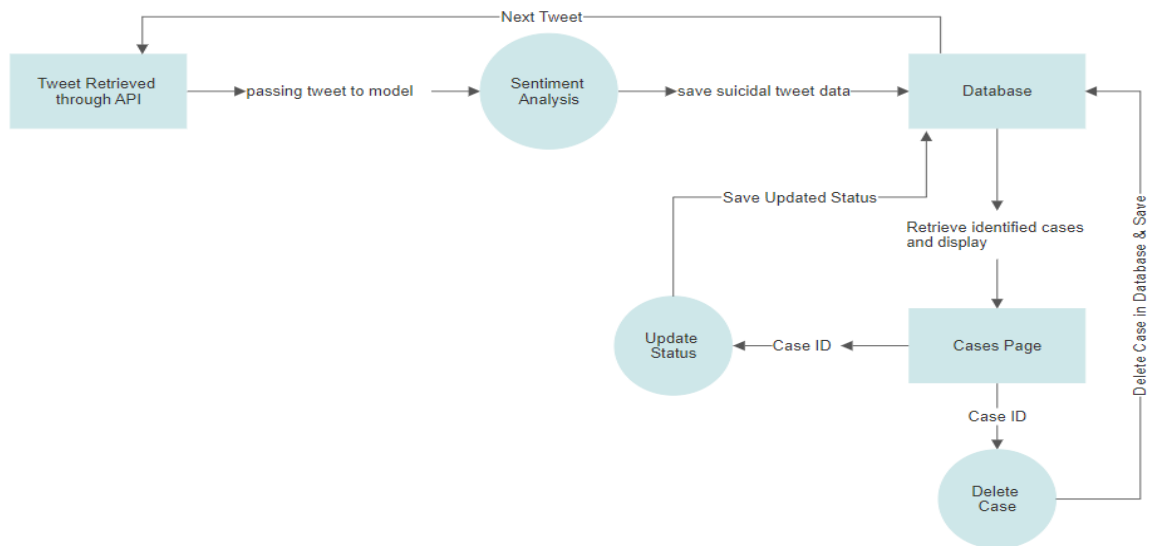 Next Tweet
Tweet Retrieved
through API
passing tweet to model
Sentiment
Analysis
save suicidal tweet data
Database
Save Updated Status
Retrieve identified cases
and display
Delete Case in Database & Save
Update
Status
Case ID
Cases Page
Case ID
Delete
Case